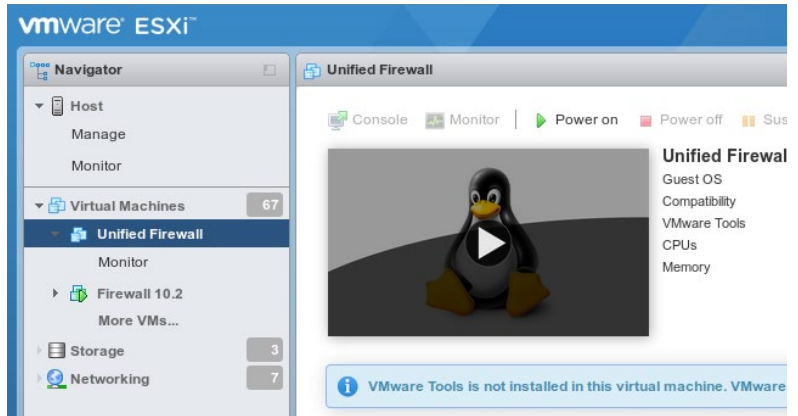 vmware ESXi™
Navigator
Host
Manage
Monitor
Virtual Machines 67
Unified Firewall
Monitor
Firewall 10.2
More VMs...
Storage 3
Networking 7
Unified Firewall
Console Monitor Power on Power off Sus
Unified Firewal
Guest OS
Compatibility
VMware Tools
CPUs
Memory
VMware Tools is not installed in this virtual machine. VMware